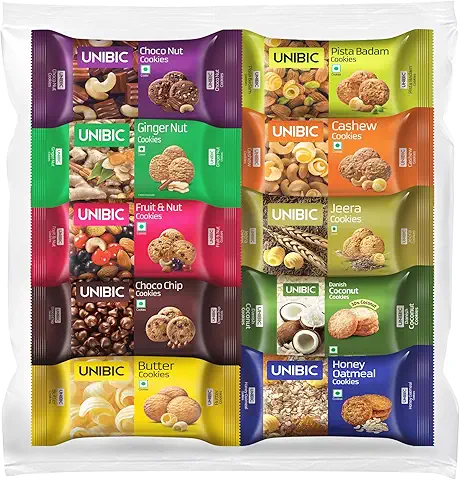 UNIBIC
Choco Nut
Cookies
UNIBIC
Ginger Nut
Cookies
UNIBIC
Fruit & Nut
Cookies
UNIBIC
Choco Chip
Cookies
UNIBIC
Butter
Cookies
UNIBIC
Pista Badam
Cookies
UNIBIC
Cashew
Cookies
UNIBIC
Jeera
Cookies
UNIBIC
Danish
Coconut
Cookies
UNIBIC
Honey
Oatmeal
Cookies